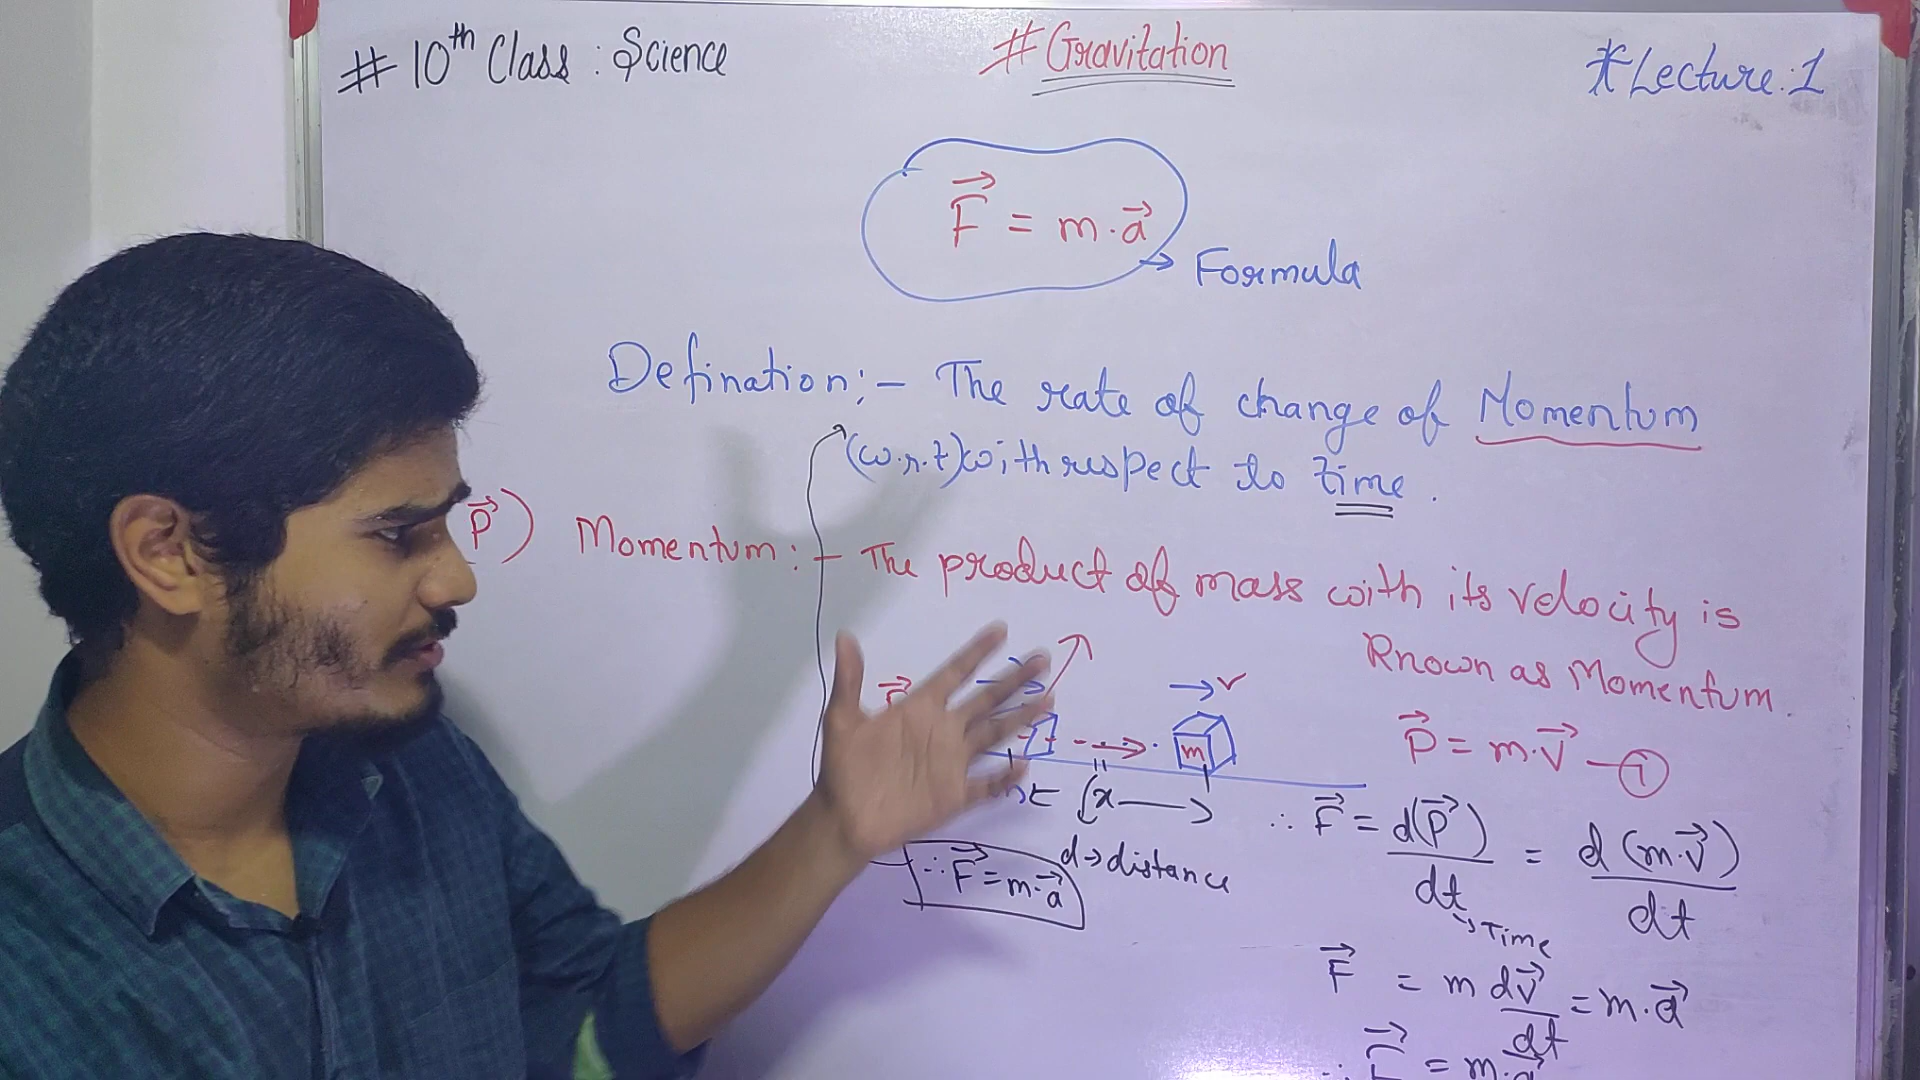 # 10th Class : Science
# Gravitation
* Lecture : 1
F⃗ = m.a⃗
→ Formula
Defination :- The rate of change of Momentum
(w.r.t) with respect to time.
P⃗) Momentum :- The product of mass with its velocity is
Known as Momentum.
→ v
m
P⃗ = m.v⃗ —①
x
d → distance
∴ F⃗ = m.a⃗
∴ F⃗ = d(P⃗)/dt = d(m.v⃗)/dt
→ Time
F⃗ = m dv⃗/dt = m.a⃗
∴ F⃗ = m.a